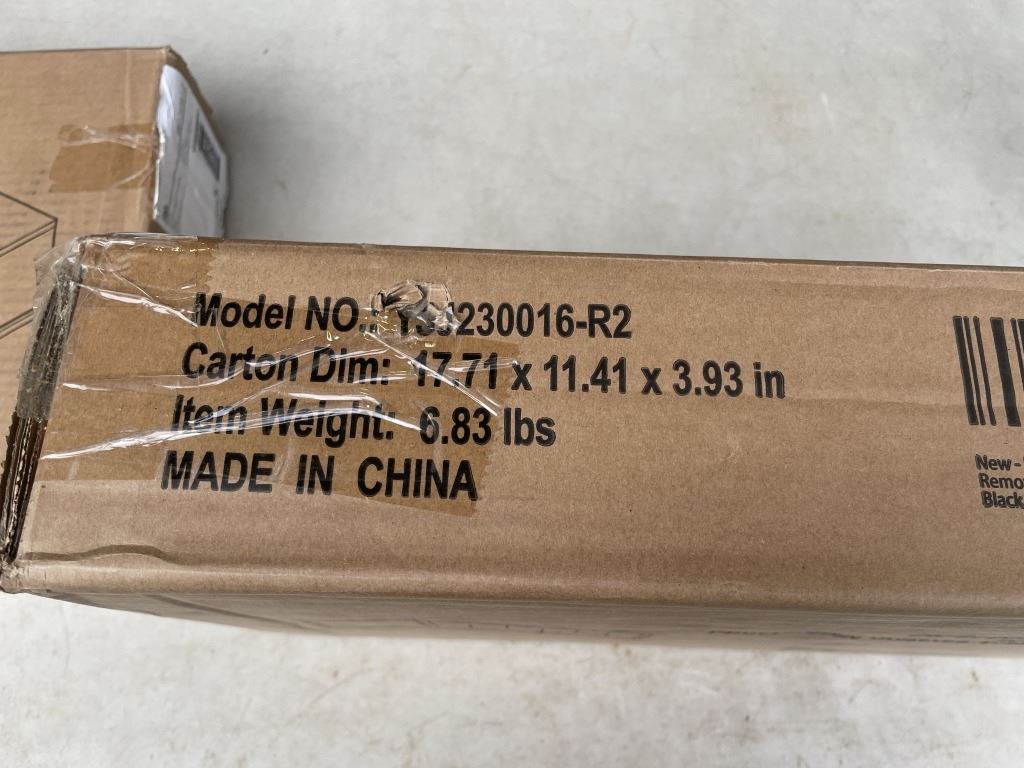 Model NO.:
Carton Dim: 17.71 x 11.41 x 3.93 in
Item Weight: 6.83 lbs
MADE IN CHINA
New -
Black